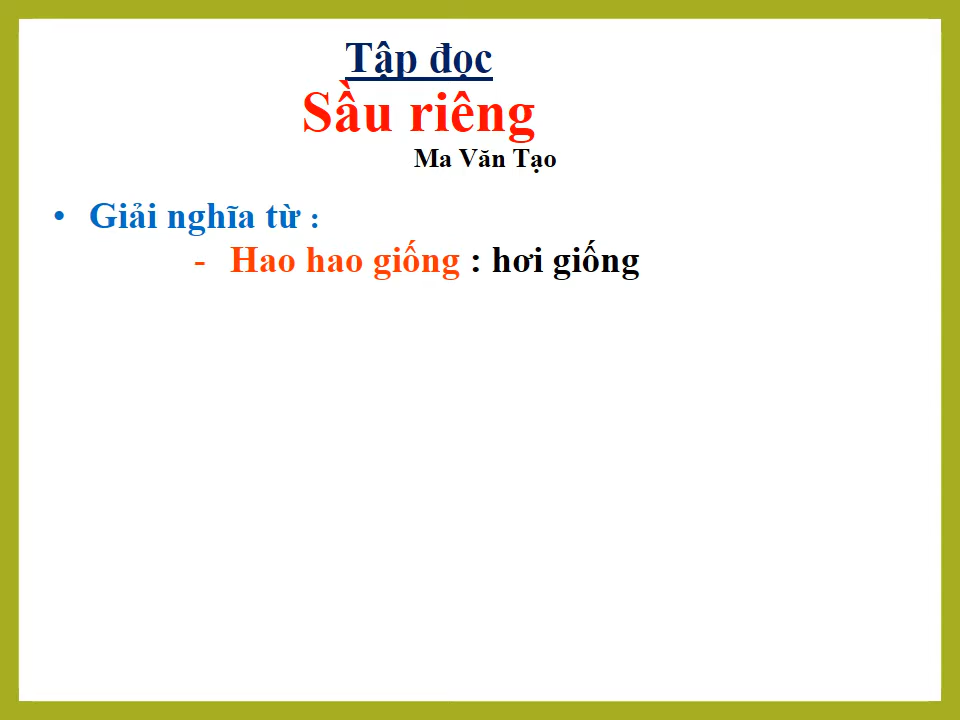 Tập đọc
Sầu riêng
Ma Văn Tạo
• Giải nghĩa từ :
- Hao hao giống : hơi giống